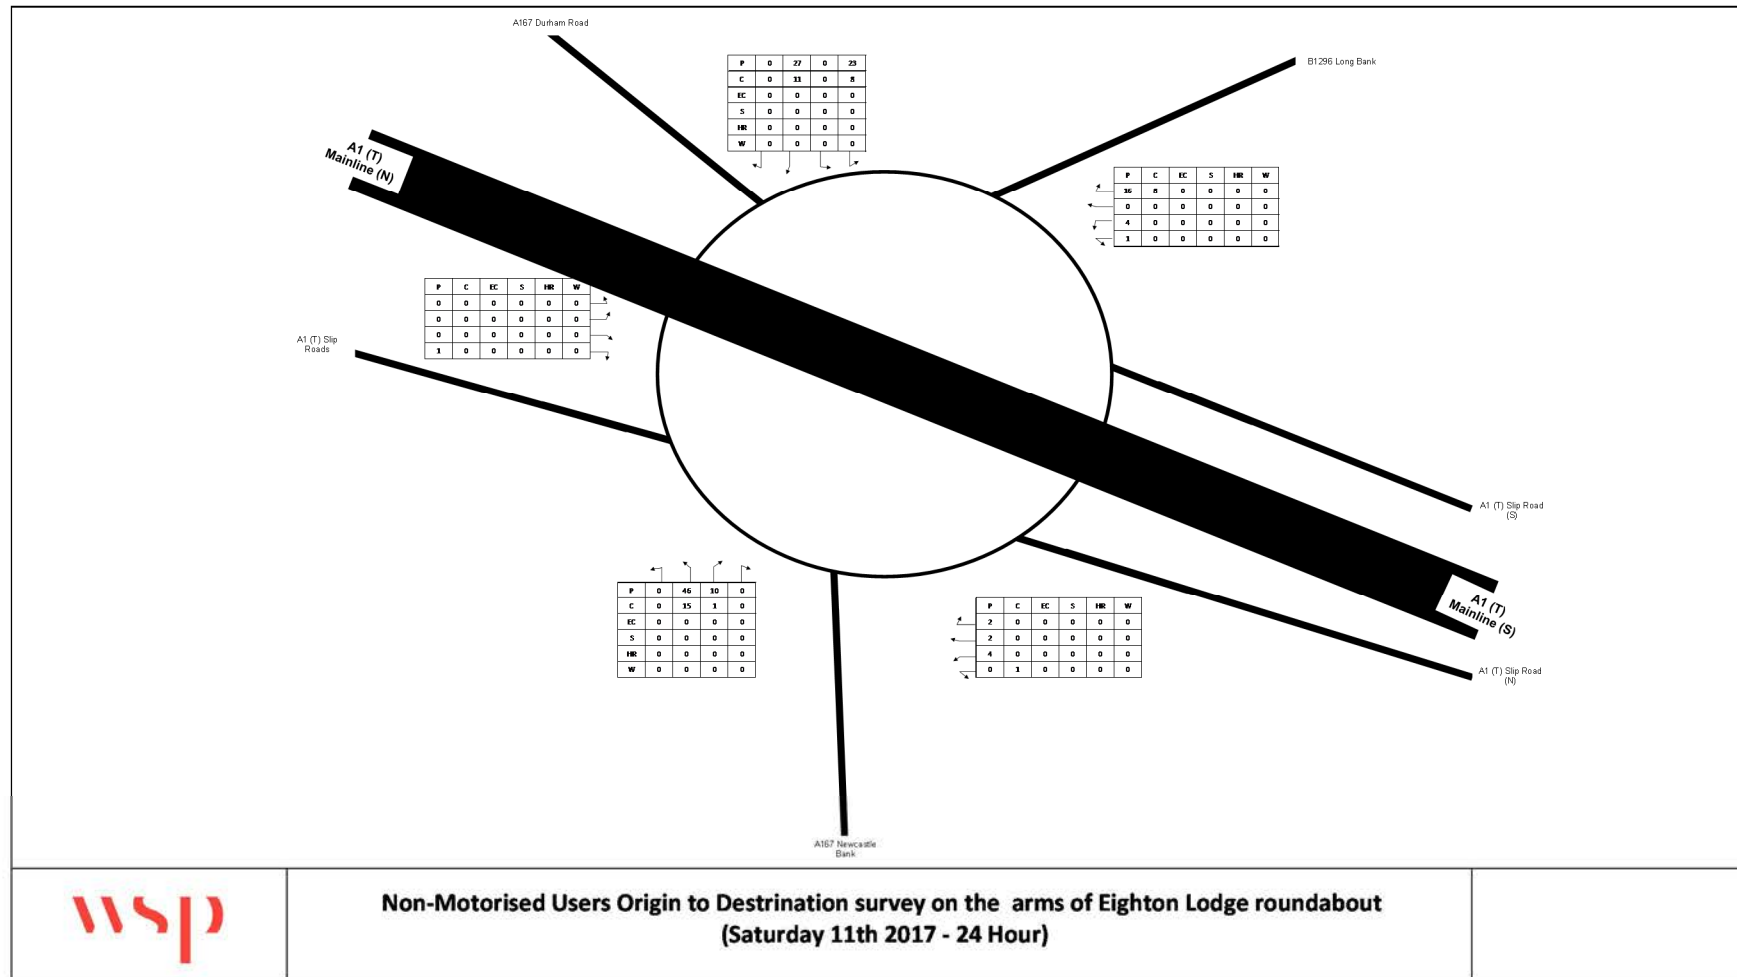 A167 Durham Road
B1296 Long Bank
P 0 27 0 23
C 0 11 0 8
EC 0 0 0 0
S 0 0 0 0
HR 0 0 0 0
W 0 0 0 0
A1 (T)
Mainline (N)
P C EC S HR W
16 8 0 0 0 0
0 0 0 0 0 0
4 0 0 0 0 0
1 0 0 0 0 0
P C EC S HR W
0 0 0 0 0 0
0 0 0 0 0 0
0 0 0 0 0 0
1 0 0 0 0 0
A1 (T) Slip
Roads
A1 (T) Slip Road
(S)
P 0 46 10 0
C 0 15 1 0
EC 0 0 0 0
S 0 0 0 0
HR 0 0 0 0
W 0 0 0 0
P C EC S HR W
2 0 0 0 0 0
2 0 0 0 0 0
4 0 0 0 0 0
0 1 0 0 0 0
A1 (T)
Mainline (S)
A1 (T) Slip Road
(N)
A167 Newcastle
Bank
wsp
Non-Motorised Users Origin to Destrination survey on the arms of Eighton Lodge roundabout
(Saturday 11th 2017 - 24 Hour)